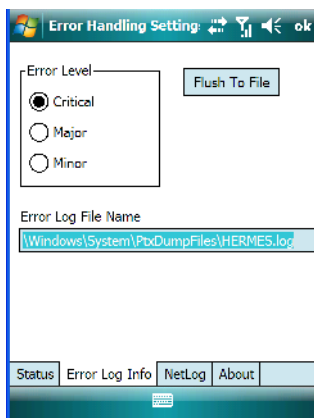 Error Handling Setting: ok
Error Level
Flush To File
Critical
Major
Minor
Error Log File Name
\Windows\System\PtxDumpFiles\HERMES.log
Status Error Log Info NetLog About